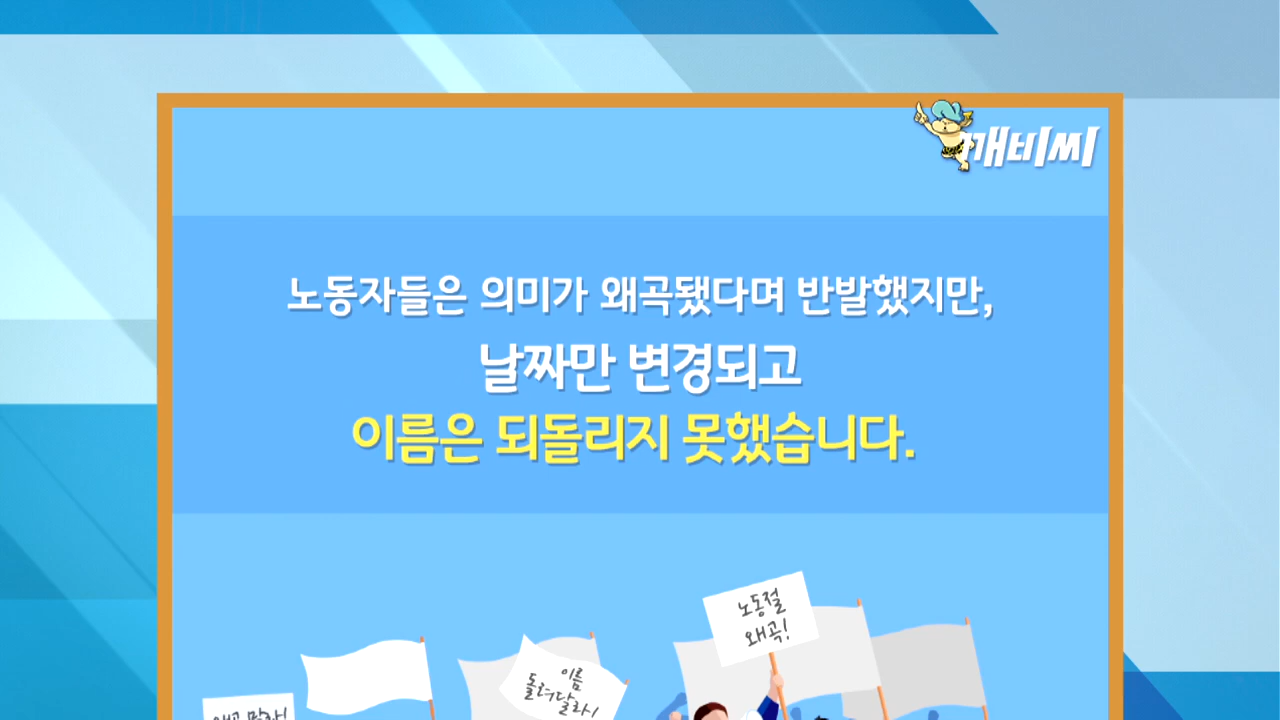 깨티씨
노동자들은 의미가 왜곡됐다며 반발했지만,
날짜만 변경되고
이름은 되돌리지 못했습니다.
노동절
왜곡!
이름
돌려달라!